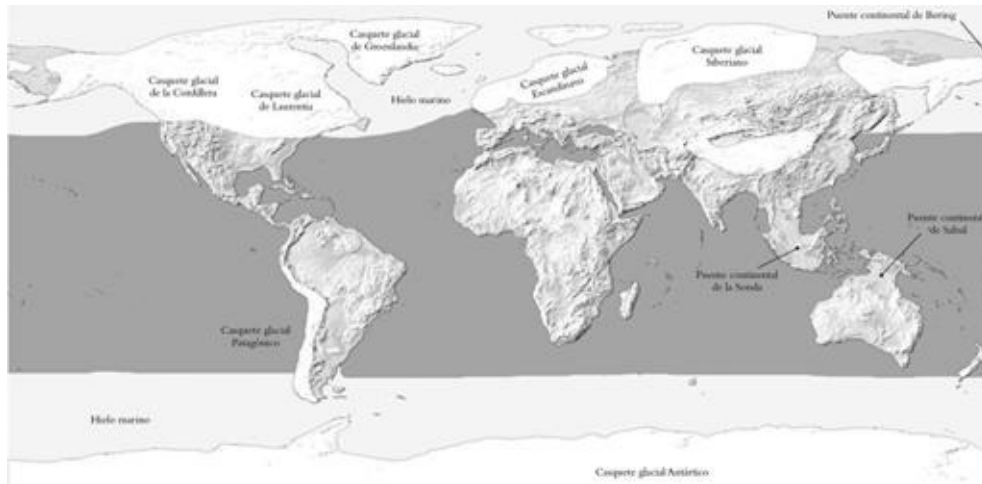 Puente continental de Bering
Casquete glacial
de Groenlandia
Casquete glacial
Siberiano
Casquete glacial
de la Cordillera
Casquete glacial
de Laurentia
Hielo marino
Casquete glacial
Escandinavo
Puente continental
de Sahul
Puente continental
de la Sonda
Casquete glacial
Patagónico
Hielo marino
Casquete glacial Antártico